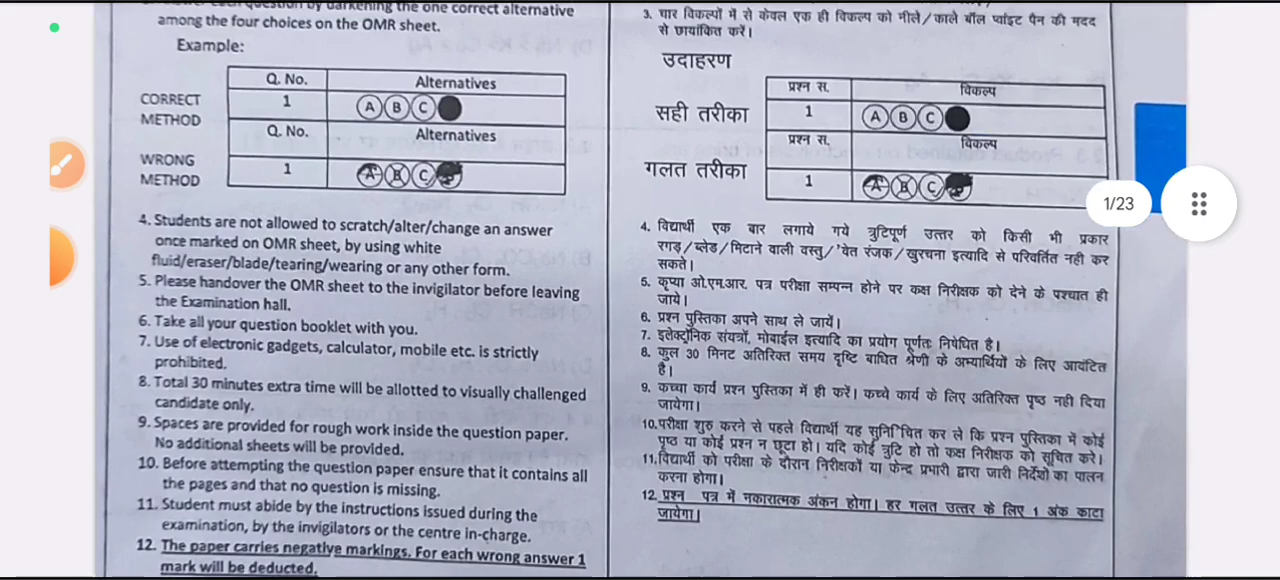 among the four choices on the OMR sheet.
Example:
Q. No. Alternatives
CORRECT METHOD 1 A B C
Q. No. Alternatives
WRONG METHOD 1 A B C
4. Students are not allowed to scratch/alter/change an answer
once marked on OMR sheet, by using white
fluid/eraser/blade/tearing/wearing or any other form.
5. Please handover the OMR sheet to the invigilator before leaving
the Examination hall.
6. Take all your question booklet with you.
7. Use of electronic gadgets, calculator, mobile etc. is strictly
prohibited.
8. Total 30 minutes extra time will be allotted to visually challenged
candidate only.
9. Spaces are provided for rough work inside the question paper.
No additional sheets will be provided.
10. Before attempting the question paper ensure that it contains all
the pages and that no question is missing.
11. Student must abide by the instructions issued during the
examination, by the invigilators or the centre in-charge.
12. The paper carries negative markings. For each wrong answer 1
mark will be deducted.
3. चार विकल्पों में से केवल एक ही विकल्प को नीले/काले बॉल प्वांइट पैन की मदद
से छायांकित करें।
उदाहरण
प्रश्न स. विकल्प
सही तरीका 1 A B C
प्रश्न स. विकल्प
गलत तरीका 1 A B C
4. विद्यार्थी एक बार लगाये गये त्रुटिपूर्ण उत्तर को किसी भी प्रकार
रगड़/ब्लेड/मिटाने वाली वस्तु/'वेत रंजक/खुरचना इत्यादि से परिवर्तित नही कर
सकते।
5. कृप्या ओ.एम.आर. पत्र परीक्षा सम्पन्न होने पर कक्ष निरीक्षक को देने के पश्चात ही
जाये।
6. प्रश्न पुस्तिका अपने साथ ले जायें।
7. इलेक्ट्रॉनिक संयत्रों, मोबाईल इत्यादि का प्रयोग पूर्णतः निषेधित है।
8. कुल 30 मिनट अतिरिक्त समय दृष्टि बाधित श्रेणी के अभ्यार्थियों के लिए आवंटित
है।
9. कच्चा कार्य प्रश्न पुस्तिका में ही करें। कच्चे कार्य के लिए अतिरिक्त पृष्ठ नही दिया
जायेगा।
10.परीक्षा शुरु करने से पहले विद्यार्थी यह सुनि'चित कर ले कि प्रश्न पुस्तिका में कोई
पृष्ठ या कोई प्रश्न न छूटा हो। यदि कोई त्रुटि हो तो कक्ष निरीक्षक को सूचित करे।
11.विद्यार्थी को परीक्षा के दौरान निरीक्षकों या केन्द्र प्रभारी द्वारा जारी निर्देशों का पालन
करना होगा।
12. प्रश्न पत्र में नकारात्मक अंकन होगा। हर गलत उत्तर के लिए 1 अंक काटा
जायेगा।
1/23